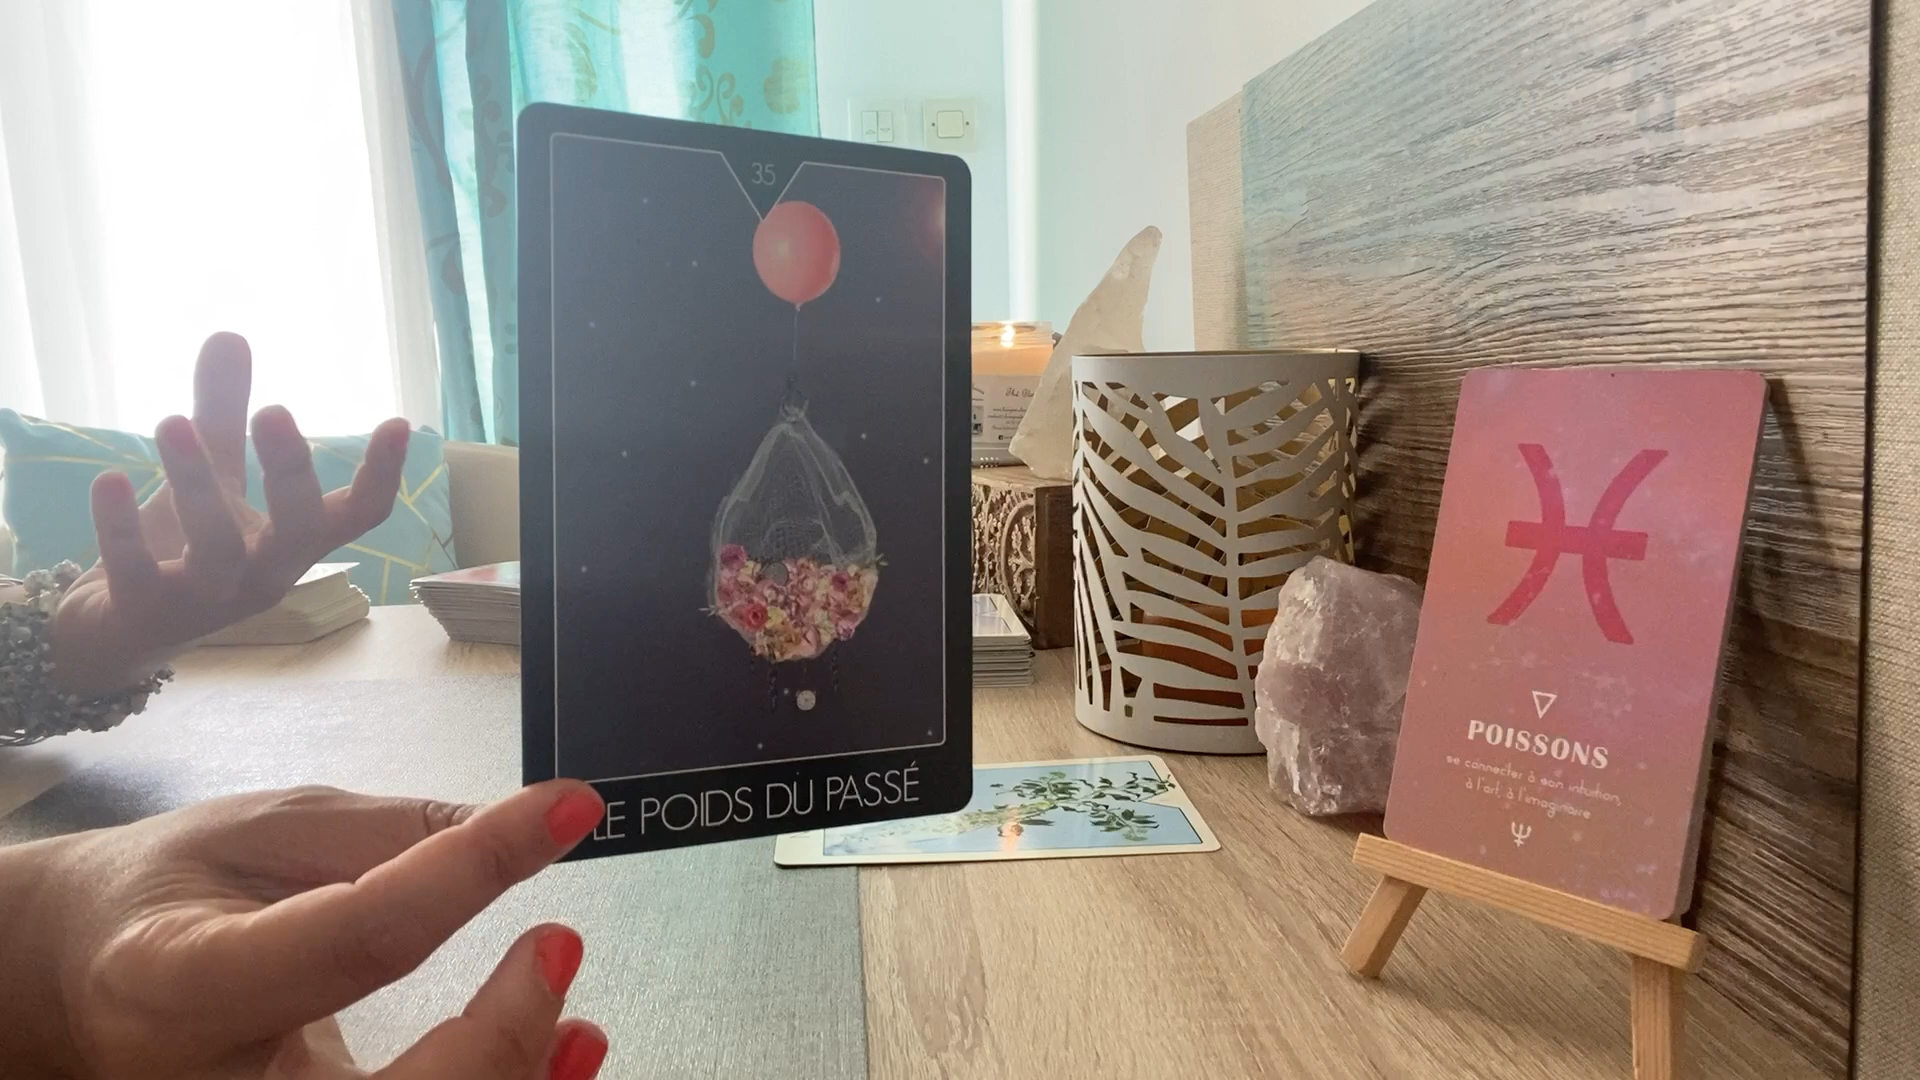 35
LE POIDS DU PASSÉ
POISSONS
se connecter à son intuition,
à l'art, à l'imaginaire